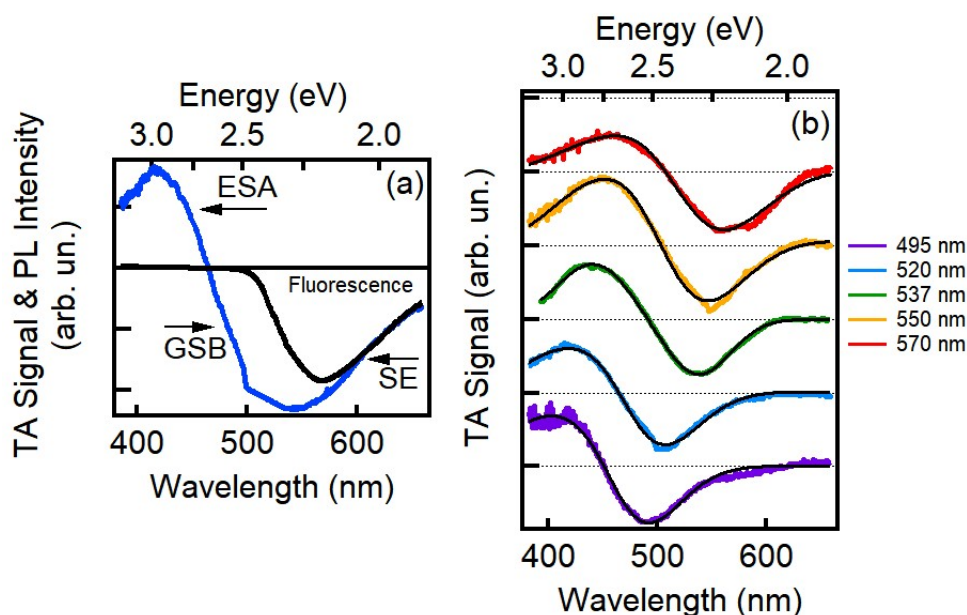 Energy (eV)
3.0 2.5 2.0
TA Signal & PL Intensity
(arb. un.)
(a)
ESA
Fluorescence
GSB
SE
400 500 600
Wavelength (nm)
Energy (eV)
3.0 2.5 2.0
TA Signal (arb. un.)
(b)
400 500 600
Wavelength (nm)
495 nm
520 nm
537 nm
550 nm
570 nm